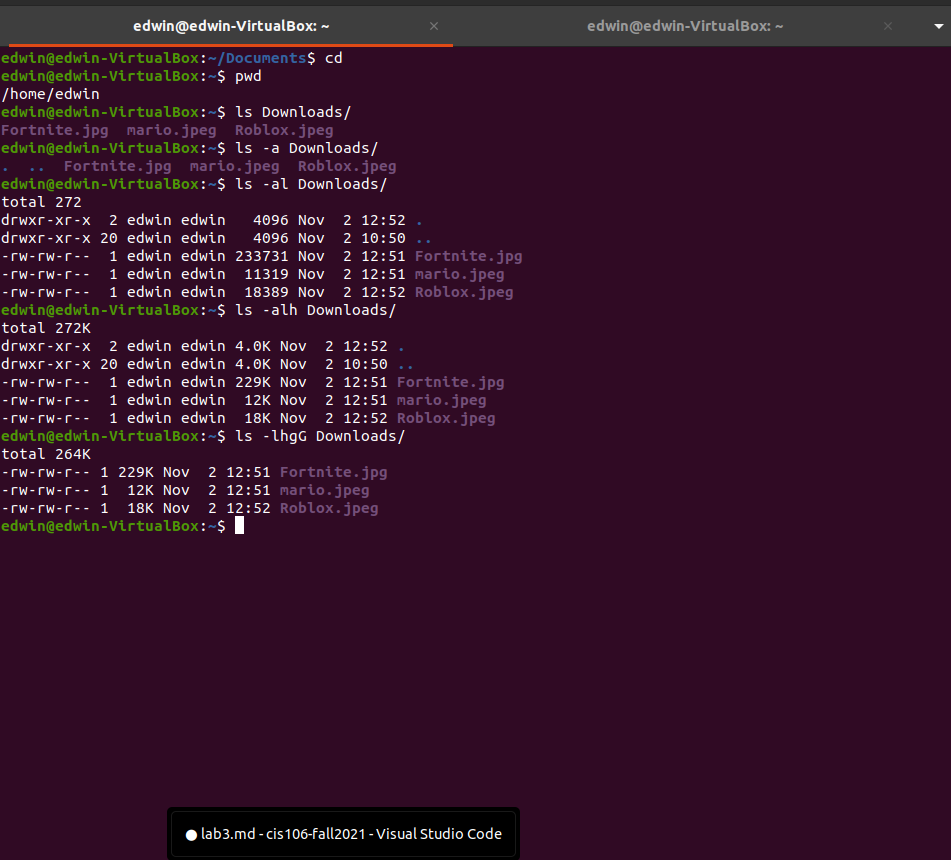 edwin@edwin-VirtualBox: ~ × edwin@edwin-VirtualBox: ~ ×
edwin@edwin-VirtualBox:~/Documents$ cd
edwin@edwin-VirtualBox:~$ pwd
/home/edwin
edwin@edwin-VirtualBox:~$ ls Downloads/
Fortnite.jpg  mario.jpeg  Roblox.jpeg
edwin@edwin-VirtualBox:~$ ls -a Downloads/
.  ..  Fortnite.jpg  mario.jpeg  Roblox.jpeg
edwin@edwin-VirtualBox:~$ ls -al Downloads/
total 272
drwxr-xr-x  2 edwin edwin   4096 Nov  2 12:52 .
drwxr-xr-x 20 edwin edwin   4096 Nov  2 10:50 ..
-rw-rw-r--  1 edwin edwin 233731 Nov  2 12:51 Fortnite.jpg
-rw-rw-r--  1 edwin edwin  11319 Nov  2 12:51 mario.jpeg
-rw-rw-r--  1 edwin edwin  18389 Nov  2 12:52 Roblox.jpeg
edwin@edwin-VirtualBox:~$ ls -alh Downloads/
total 272K
drwxr-xr-x  2 edwin edwin 4.0K Nov  2 12:52 .
drwxr-xr-x 20 edwin edwin 4.0K Nov  2 10:50 ..
-rw-rw-r--  1 edwin edwin 229K Nov  2 12:51 Fortnite.jpg
-rw-rw-r--  1 edwin edwin  12K Nov  2 12:51 mario.jpeg
-rw-rw-r--  1 edwin edwin  18K Nov  2 12:52 Roblox.jpeg
edwin@edwin-VirtualBox:~$ ls -lhgG Downloads/
total 264K
-rw-rw-r-- 1 229K Nov  2 12:51 Fortnite.jpg
-rw-rw-r-- 1  12K Nov  2 12:51 mario.jpeg
-rw-rw-r-- 1  18K Nov  2 12:52 Roblox.jpeg
edwin@edwin-VirtualBox:~$
● lab3.md - cis106-fall2021 - Visual Studio Code